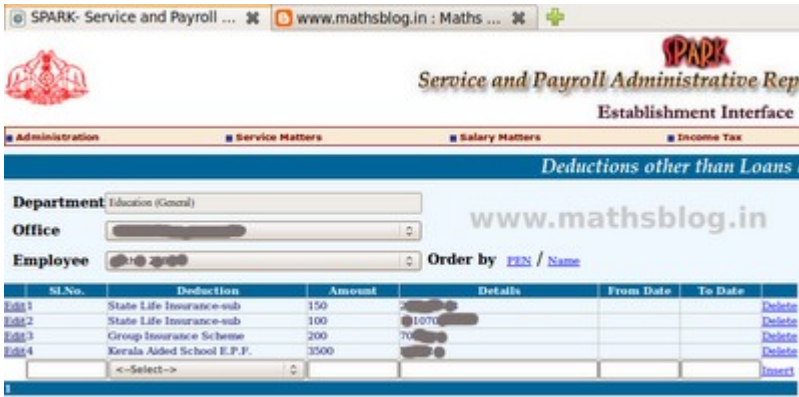 SPARK- Service and Payroll ...
www.mathsblog.in : Maths ...
SPARK
Service and Payroll Administrative Rep
Establishment Interface
Administration Service Matters Salary Matters Income Tax
Deductions other than Loans
www.mathsblog.in
Department Education (General)
Office
Employee Order by PEN / Name
Sl.No. Deduction Amount Details From Date To Date
Edit 1 State Life Insurance-sub 150 Delete
Edit 2 State Life Insurance-sub 100 1070 Delete
Edit 3 Group Insurance Scheme 200 70 Delete
Edit 4 Kerala Aided School E.P.F. 3500 Delete
<--Select--> Insert
1